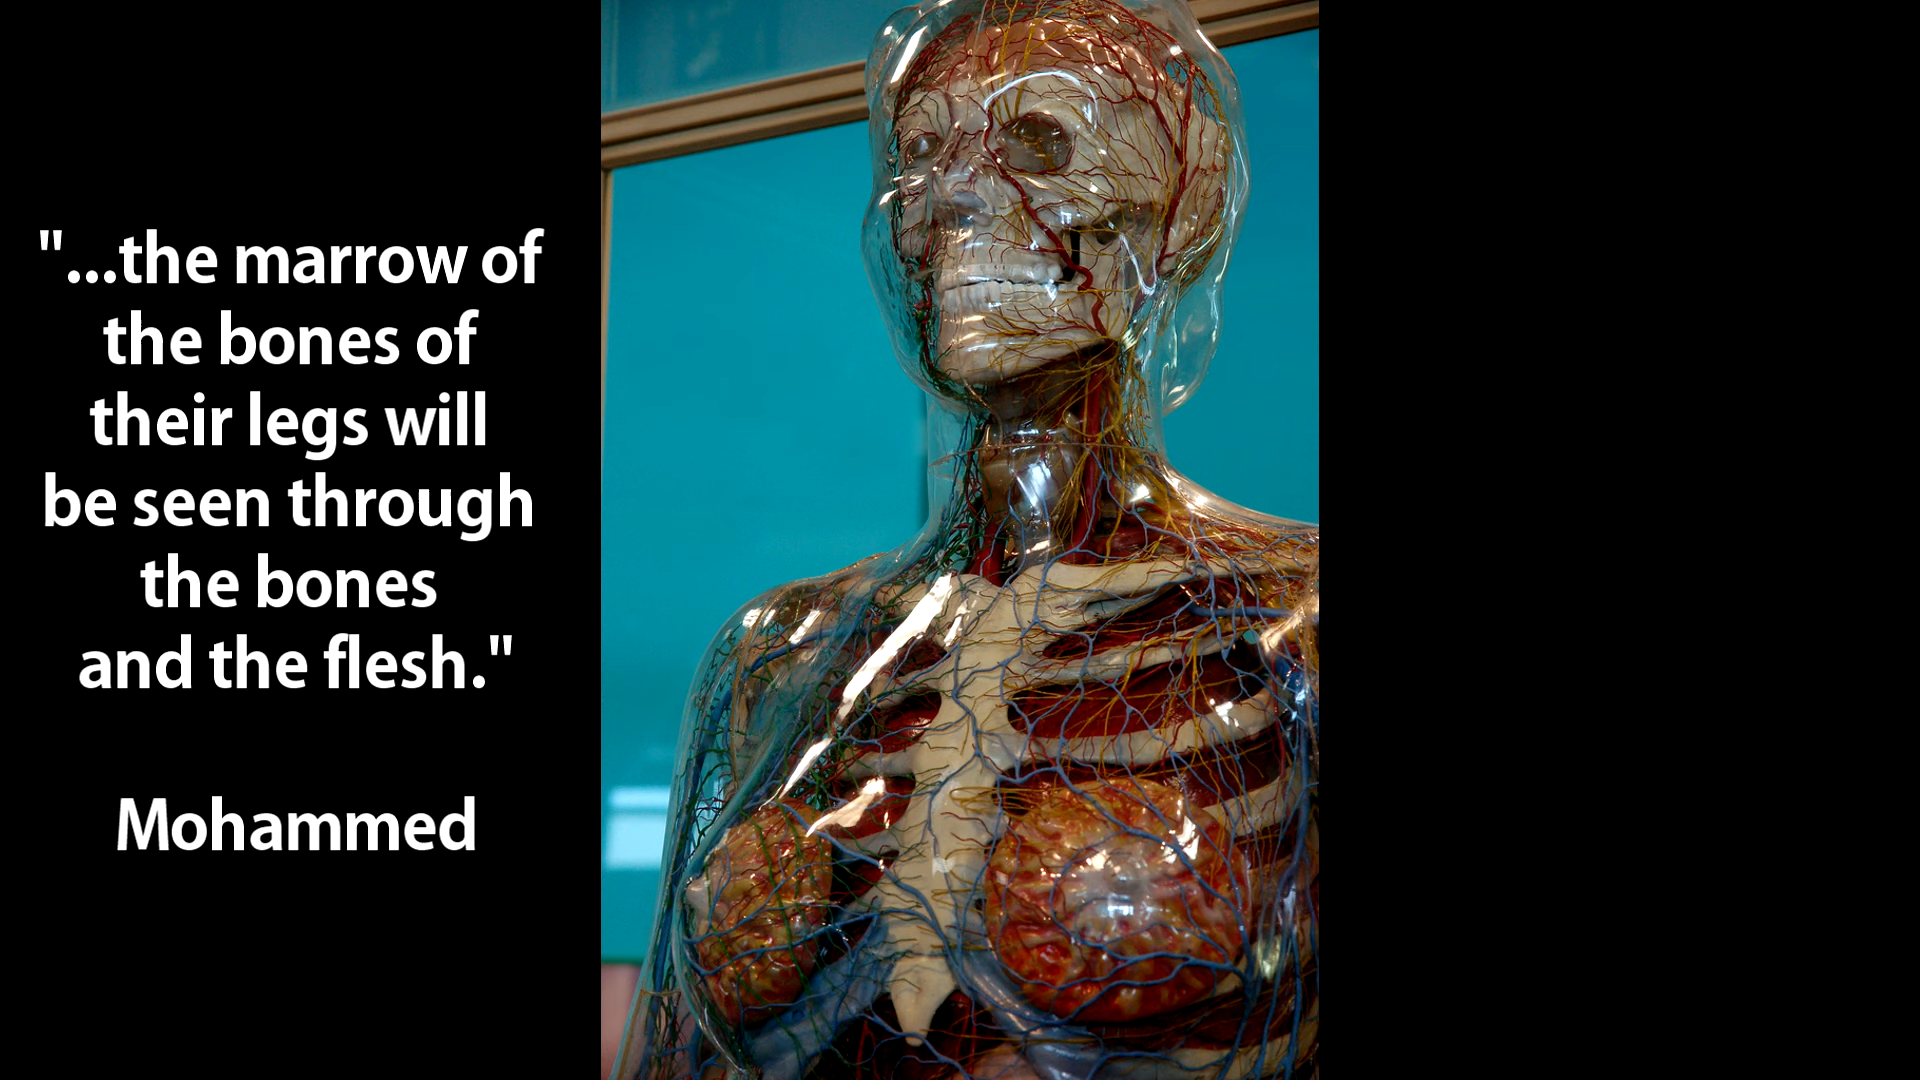 "...the marrow of
the bones of
their legs will
be seen through
the bones
and the flesh."
Mohammed